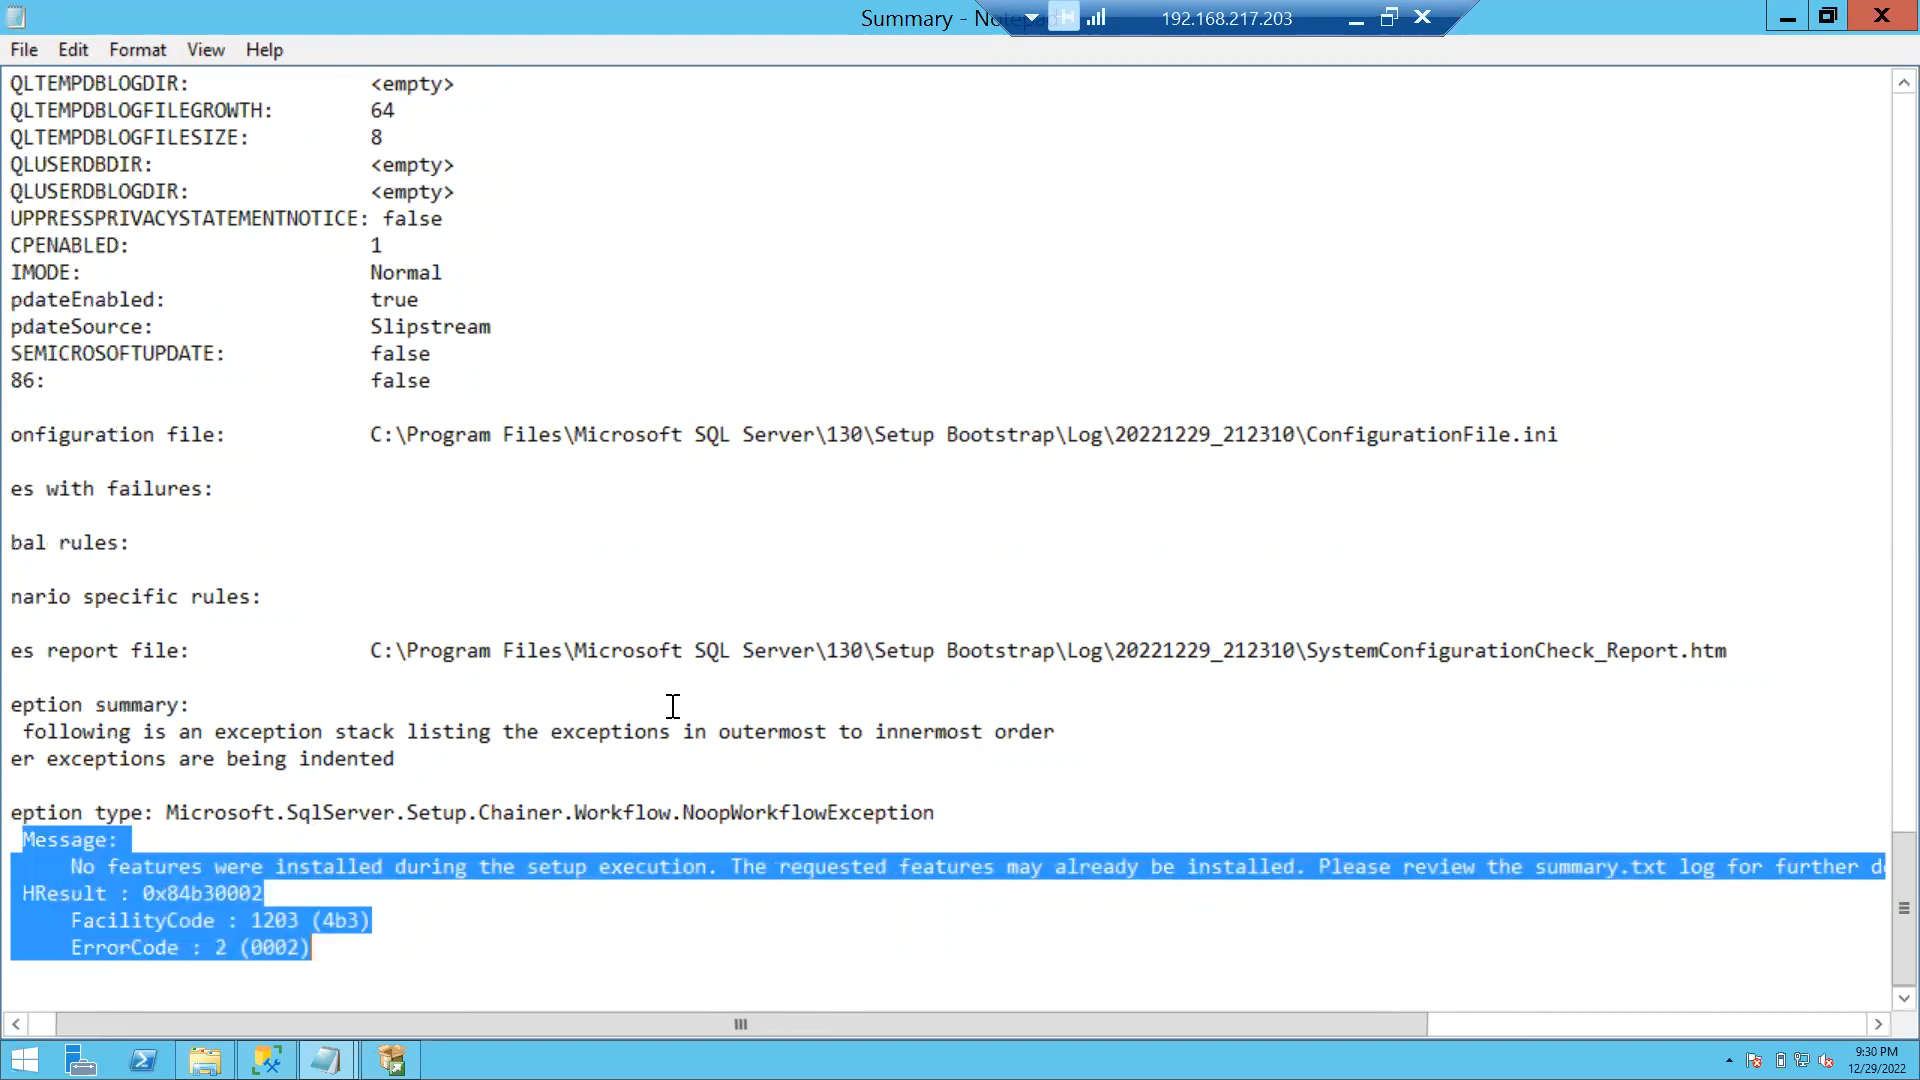 Summary - Notepad
192.168.217.203
File Edit Format View Help
QLTEMPDBLOGDIR: <empty>
QLTEMPDBLOGFILEGROWTH: 64
QLTEMPDBLOGFILESIZE: 8
QLUSERDBDIR: <empty>
QLUSERDBLOGDIR: <empty>
UPPRESSPRIVACYSTATEMENTNOTICE: false
CPENABLED: 1
IMODE: Normal
pdateEnabled: true
pdateSource: Slipstream
SEMICROSOFTUPDATE: false
86: false
onfiguration file: C:\Program Files\Microsoft SQL Server\130\Setup Bootstrap\Log\20221229_212310\ConfigurationFile.ini
es with failures:
bal rules:
nario specific rules:
es report file: C:\Program Files\Microsoft SQL Server\130\Setup Bootstrap\Log\20221229_212310\SystemConfigurationCheck_Report.htm
eption summary:
following is an exception stack listing the exceptions in outermost to innermost order
er exceptions are being indented
eption type: Microsoft.SqlServer.Setup.Chainer.Workflow.NoopWorkflowException
Message:
No features were installed during the setup execution. The requested features may already be installed. Please review the summary.txt log for further d
HResult : 0x84b30002
FacilityCode : 1203 (4b3)
ErrorCode : 2 (0002)
9:30 PM
12/29/2022